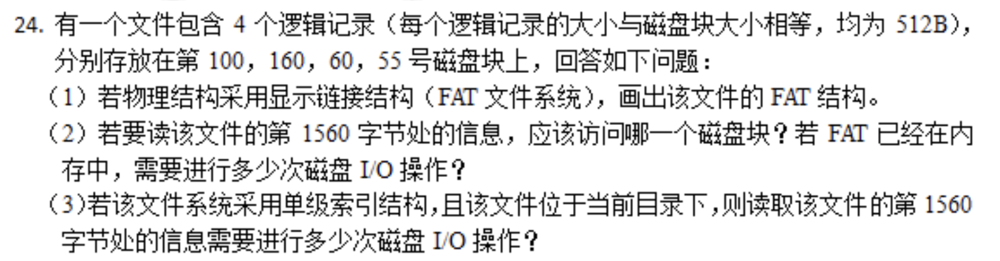 24. 有一个文件包含 4 个逻辑记录（每个逻辑记录的大小与磁盘块大小相等，均为 512B），
分别存放在第 100，160，60，55 号磁盘块上，回答如下问题：
（1）若物理结构采用显示链接结构（FAT 文件系统），画出该文件的 FAT 结构。
（2）若要读该文件的第 1560 字节处的信息，应该访问哪一个磁盘块？若 FAT 已经在内
存中，需要进行多少次磁盘 I/O 操作？
（3）若该文件系统采用单级索引结构，且该文件位于当前目录下，则读取该文件的第 1560
字节处的信息需要进行多少次磁盘 I/O 操作？